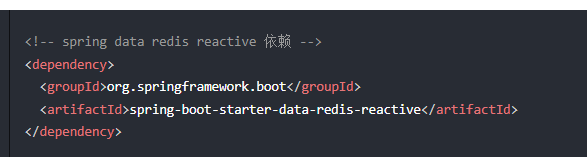 <!-- spring data redis reactive 依赖 -->
<dependency>
  <groupId>org.springframework.boot</groupId>
  <artifactId>spring-boot-starter-data-redis-reactive</artifactId>
</dependency>